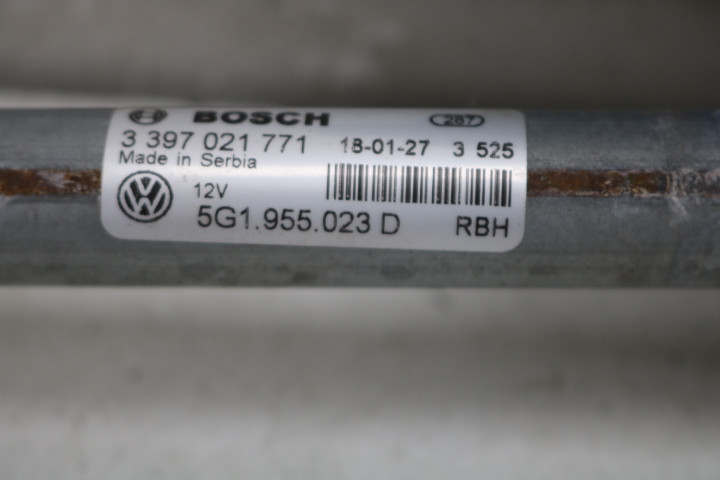 BOSCH 287
3 397 021 771 18-01-27 3 525
Made in Serbia
12V
5G1.955.023 D RBH